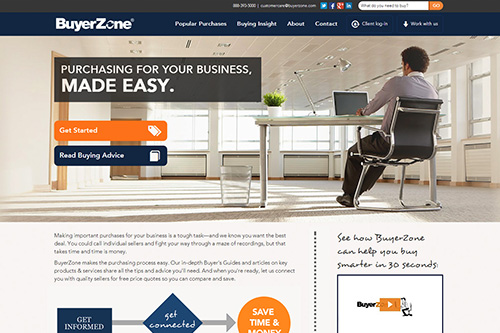 888-393-5000 | customercare@buyerzone.com
What do you need to buy?
GO
BuyerZone®
Popular Purchases
Buying Insight
About
Contact
Client log-in
Work with us
PURCHASING FOR YOUR BUSINESS,
MADE EASY.
Get Started
Read Buying Advice
Making important purchases for your business is a tough task—and we know you want the best
deal. You could call individual sellers and fight your way through a maze of recordings, but that
takes time and time is money.
BuyerZone makes the purchasing process easy. Our in-depth Buyer's Guides and articles on key
products & services share all the tips and advice you'll need. And when you're ready, let us connect
you with quality sellers for free price quotes so you can compare and save.
GET
INFORMED
get
connected
SAVE
TIME &
MONEY
See how
BuyerZone
can help you buy
smarter in 30 seconds:
BuyerZone